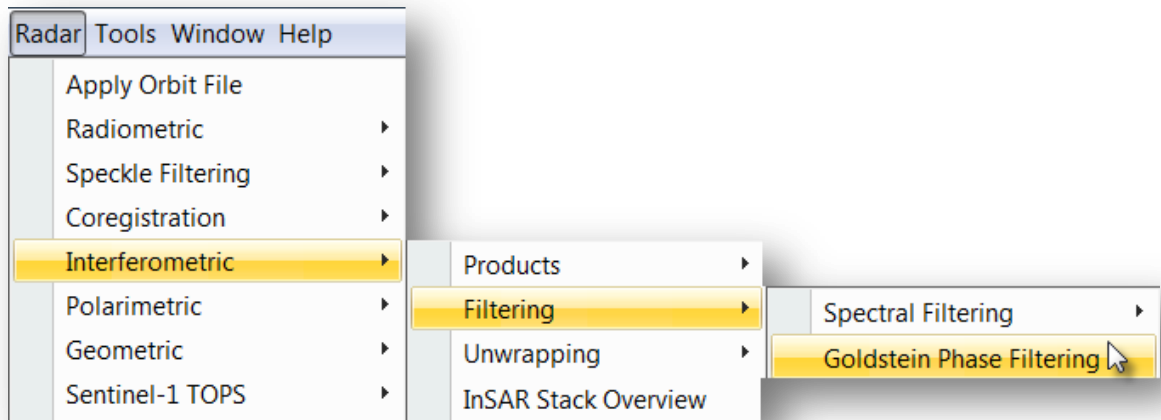 Radar Tools Window Help
Apply Orbit File
Radiometric
Speckle Filtering
Coregistration
Interferometric
Polarimetric
Geometric
Sentinel-1 TOPS
Products
Filtering
Unwrapping
InSAR Stack Overview
Spectral Filtering
Goldstein Phase Filtering